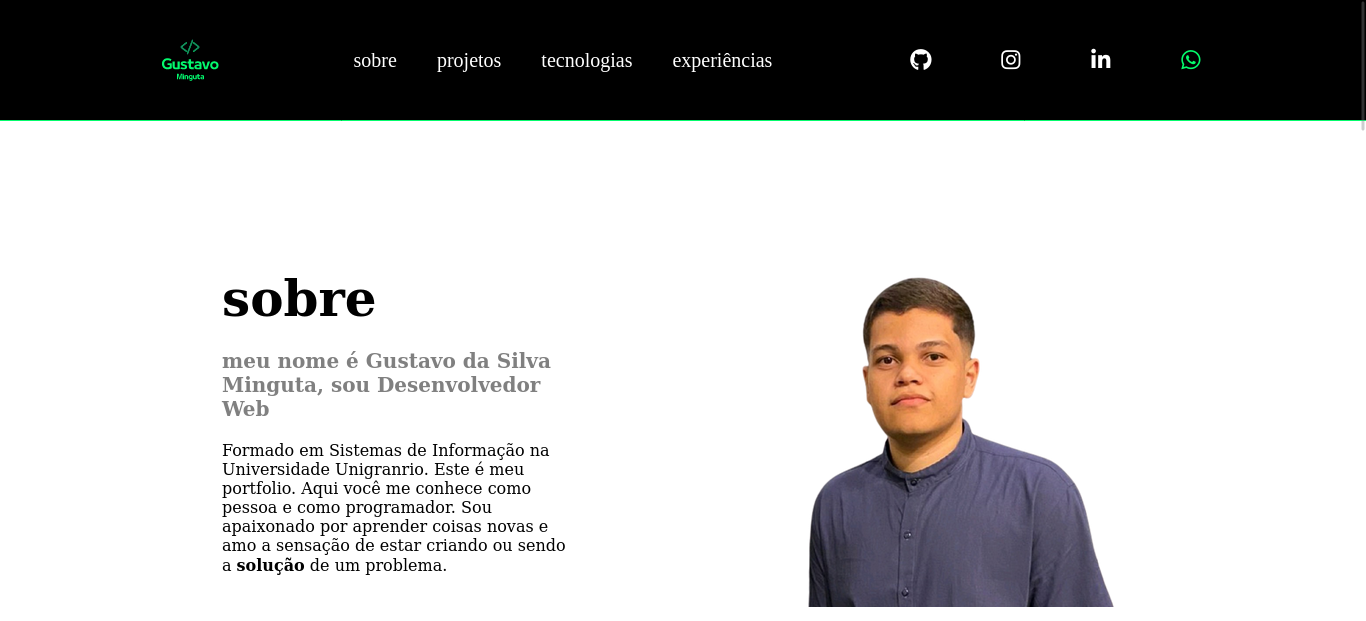 Gustavo
Minguta
sobre projetos tecnologias experiências
sobre
meu nome é Gustavo da Silva
Minguta, sou Desenvolvedor
Web
Formado em Sistemas de Informação na
Universidade Unigranrio. Este é meu
portfolio. Aqui você me conhece como
pessoa e como programador. Sou
apaixonado por aprender coisas novas e
amo a sensação de estar criando ou sendo
a solução de um problema.